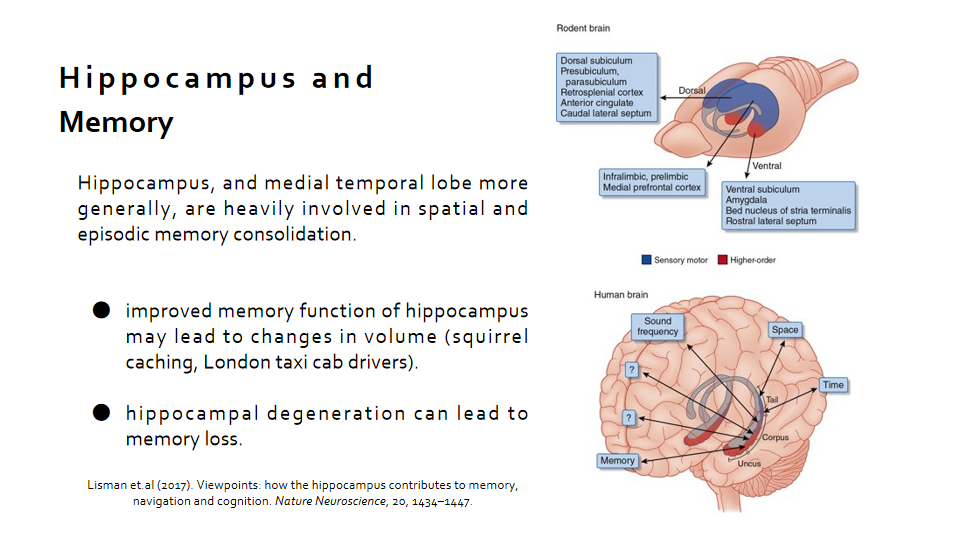 Hippocampus and
Memory
Hippocampus, and medial temporal lobe more
generally, are heavily involved in spatial and
episodic memory consolidation.
● improved memory function of hippocampus
may lead to changes in volume (squirrel
caching, London taxi cab drivers).
● hippocampal degeneration can lead to
memory loss.
Lisman et.al (2017). Viewpoints: how the hippocampus contributes to memory,
navigation and cognition. Nature Neuroscience, 20, 1434–1447.
Rodent brain
Dorsal subiculum
Presubiculum,
parasubiculum
Retrosplenial cortex
Anterior cingulate
Caudal lateral septum
Dorsal
Ventral
Infralimbic, prelimbic
Medial prefrontal cortex
Ventral subiculum
Amygdala
Bed nucleus of stria terminalis
Rostral lateral septum
Sensory motor
Higher-order
Human brain
Sound
frequency
Space
?
Time
Tail
?
Corpus
Memory
Uncus